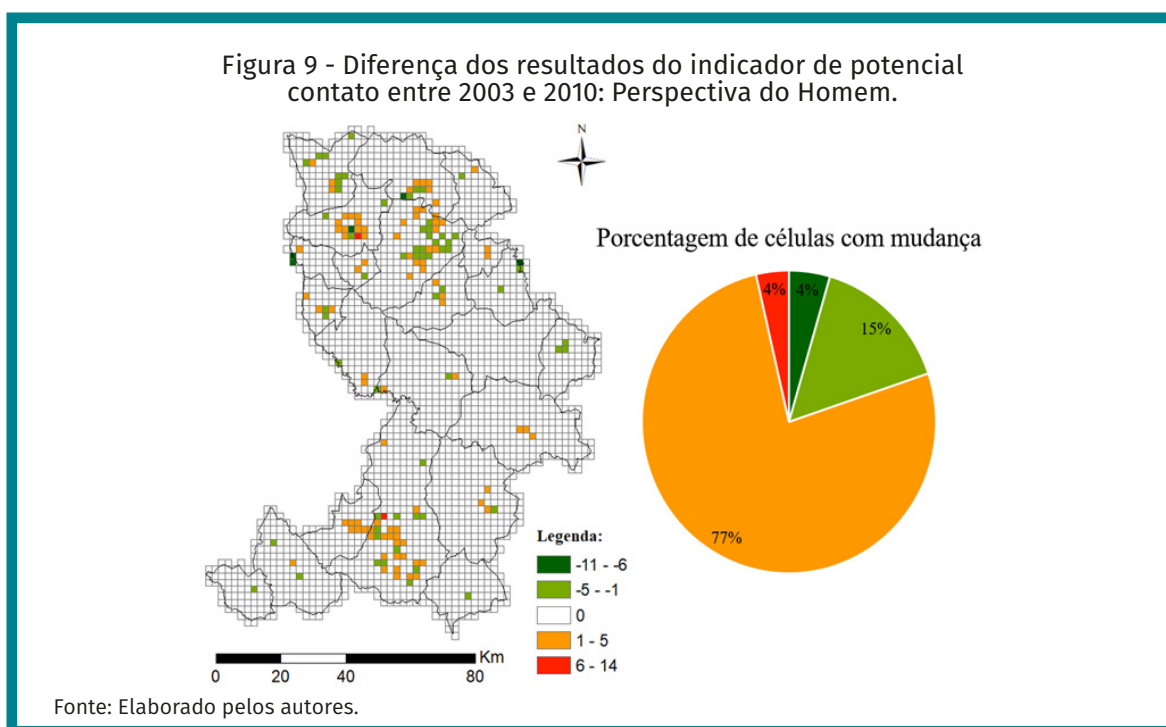 Figura 9 - Diferença dos resultados do indicador de potencial
contato entre 2003 e 2010: Perspectiva do Homem.
N
Porcentagem de células com mudança
4%
4%
15%
77%
Legenda:
-11 - -6
-5 - -1
0
1 - 5
6 - 14
Km
0 20 40 80
Fonte: Elaborado pelos autores.